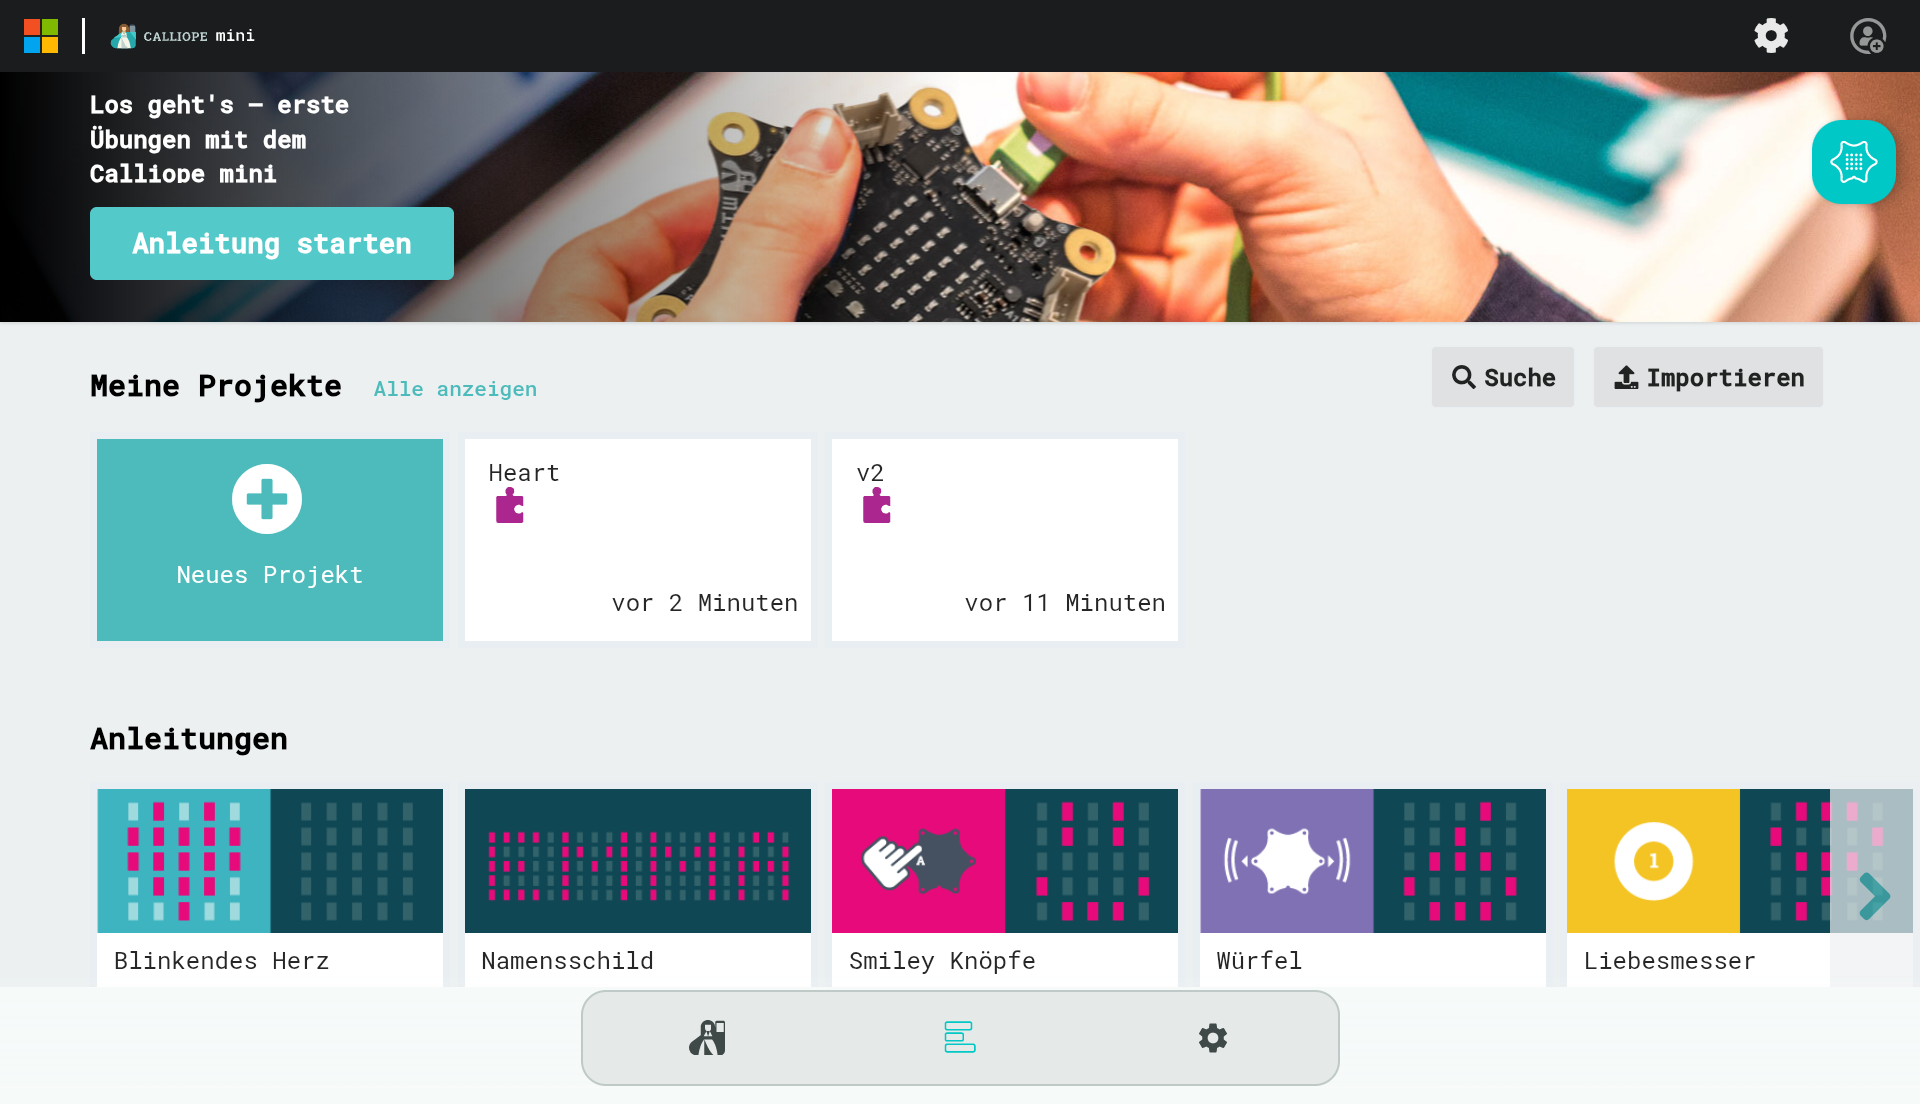 CALLIOPE mini
Los geht's – erste
Übungen mit dem
Calliope mini
Anleitung starten
Meine Projekte
Alle anzeigen
Suche
Importieren
Neues Projekt
Heart
vor 2 Minuten
v2
vor 11 Minuten
Anleitungen
A
1
Blinkendes Herz
Namensschild
Smiley Knöpfe
Würfel
Liebesmesser